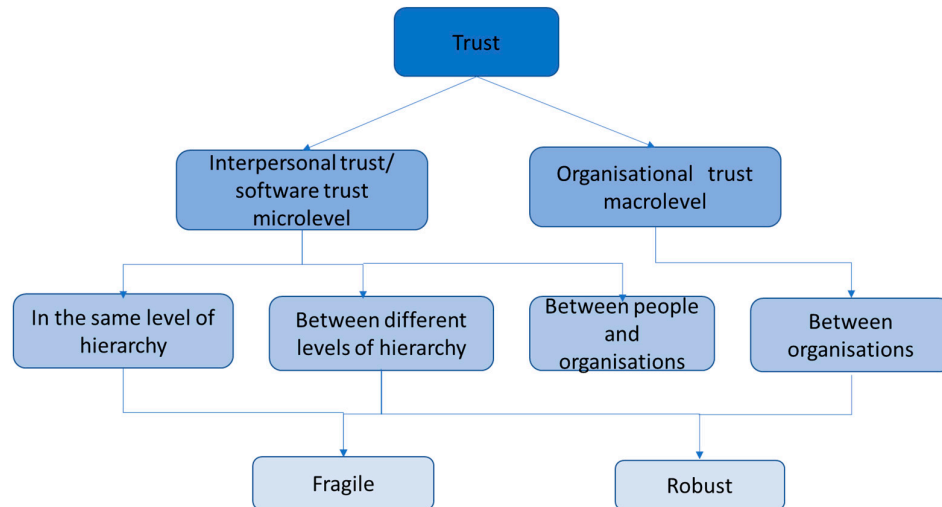 Trust
Interpersonal trust/
software trust
microlevel
Organisational trust
macrolevel
In the same level of
hierarchy
Between different
levels of hierarchy
Between people
and
organisations
Between
organisations
Fragile
Robust